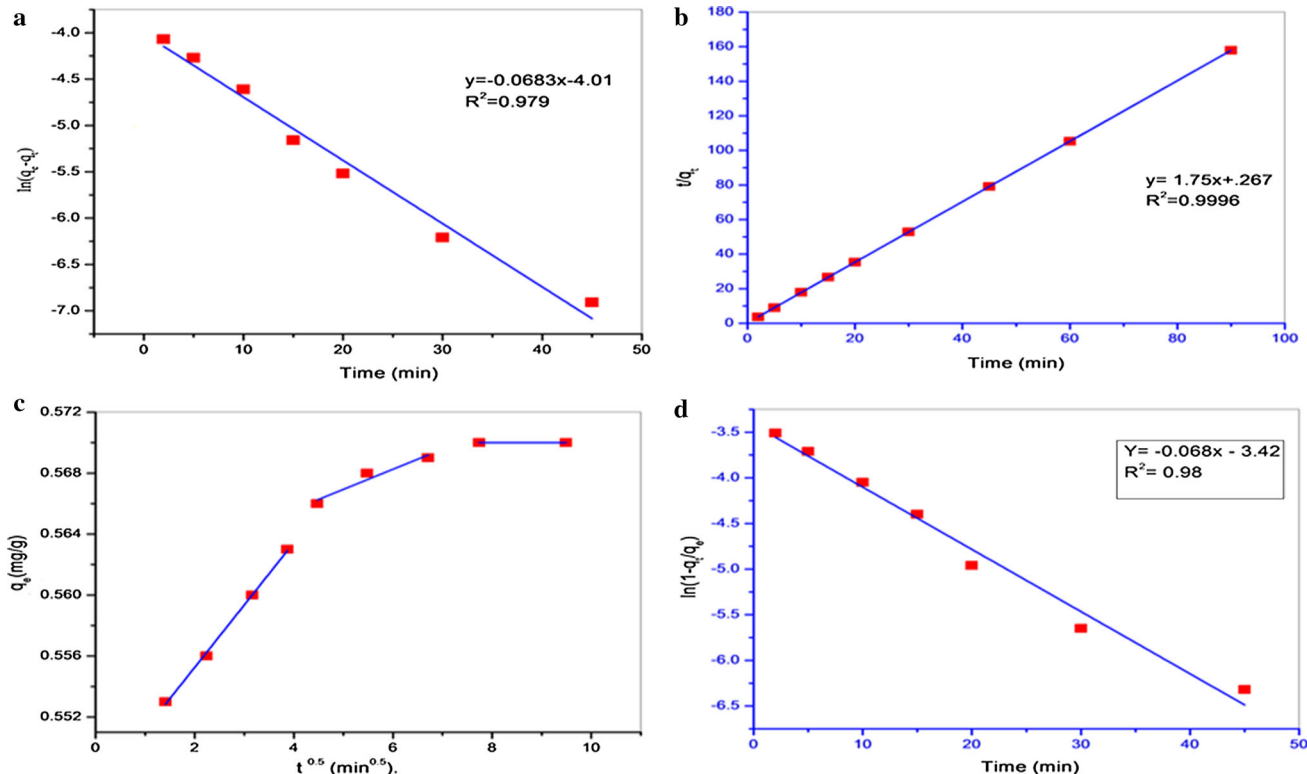 a
-4.0
-4.5
-5.0
-5.5
-6.0
-6.5
-7.0
ln(qe-qt)
y=-0.0683x-4.01
R²=0.979
0 10 20 30 40 50
Time (min)
b
180
160
140
120
100
80
60
40
20
0
t/qt
y= 1.75x+.267
R²=0.9996
0 20 40 60 80 100
Time (min)
c
0.572
0.568
0.564
0.560
0.556
0.552
qe(mg/g)
0 2 4 6 8 10
t 0.5 (min0.5).
d
-3.5
-4.0
-4.5
-5.0
-5.5
-6.0
-6.5
ln(1-qt/qe)
Y= -0.068x - 3.42
R²= 0.98
0 10 20 30 40 50
Time (min)